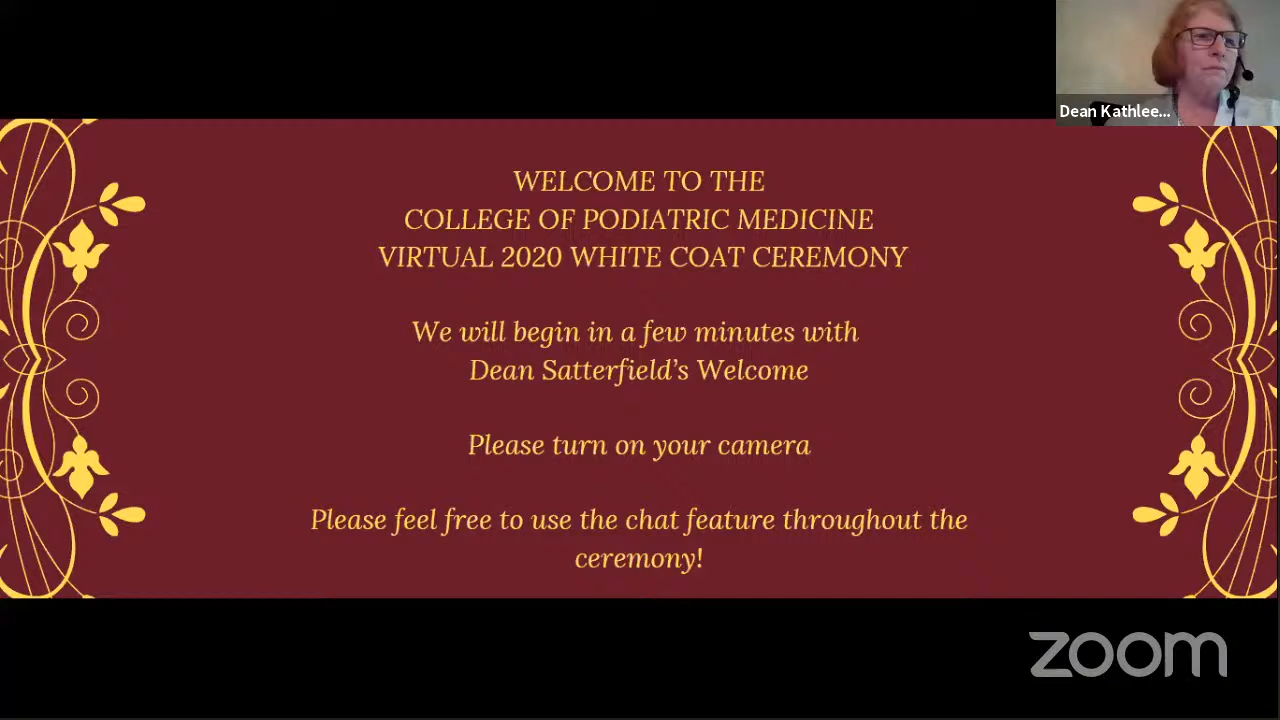 Dean Kathlee...
WELCOME TO THE
COLLEGE OF PODIATRIC MEDICINE
VIRTUAL 2020 WHITE COAT CEREMONY
We will begin in a few minutes with
Dean Satterfield’s Welcome
Please turn on your camera
Please feel free to use the chat feature throughout the
ceremony!
zoom